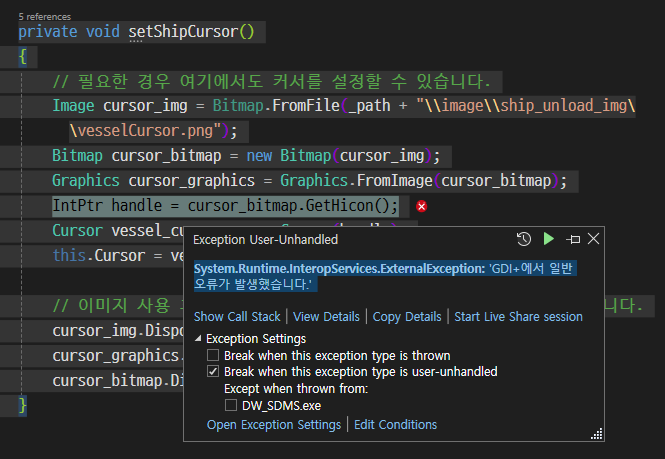 5 references
private void setShipCursor()
{
// 필요한 경우 여기에서도 커서를 설정할 수 있습니다.
Image cursor_img = Bitmap.FromFile(_path + "\\image\\ship_unload_img\
\vesselCursor.png");
Bitmap cursor_bitmap = new Bitmap(cursor_img);
Graphics cursor_graphics = Graphics.FromImage(cursor_bitmap);
IntPtr handle = cursor_bitmap.GetHicon();
Cursor vessel_cu
this.Cursor = ve
// 이미지 사용 니다.
cursor_img.Dispo
cursor_graphics.
cursor_bitmap.Di
}
Exception User-Unhandled
System.Runtime.InteropServices.ExternalException: 'GDI+에서 일반
오류가 발생했습니다.'
Show Call Stack | View Details | Copy Details | Start Live Share session
Exception Settings
Break when this exception type is thrown
Break when this exception type is user-unhandled
Except when thrown from:
DW_SDMS.exe
Open Exception Settings | Edit Conditions